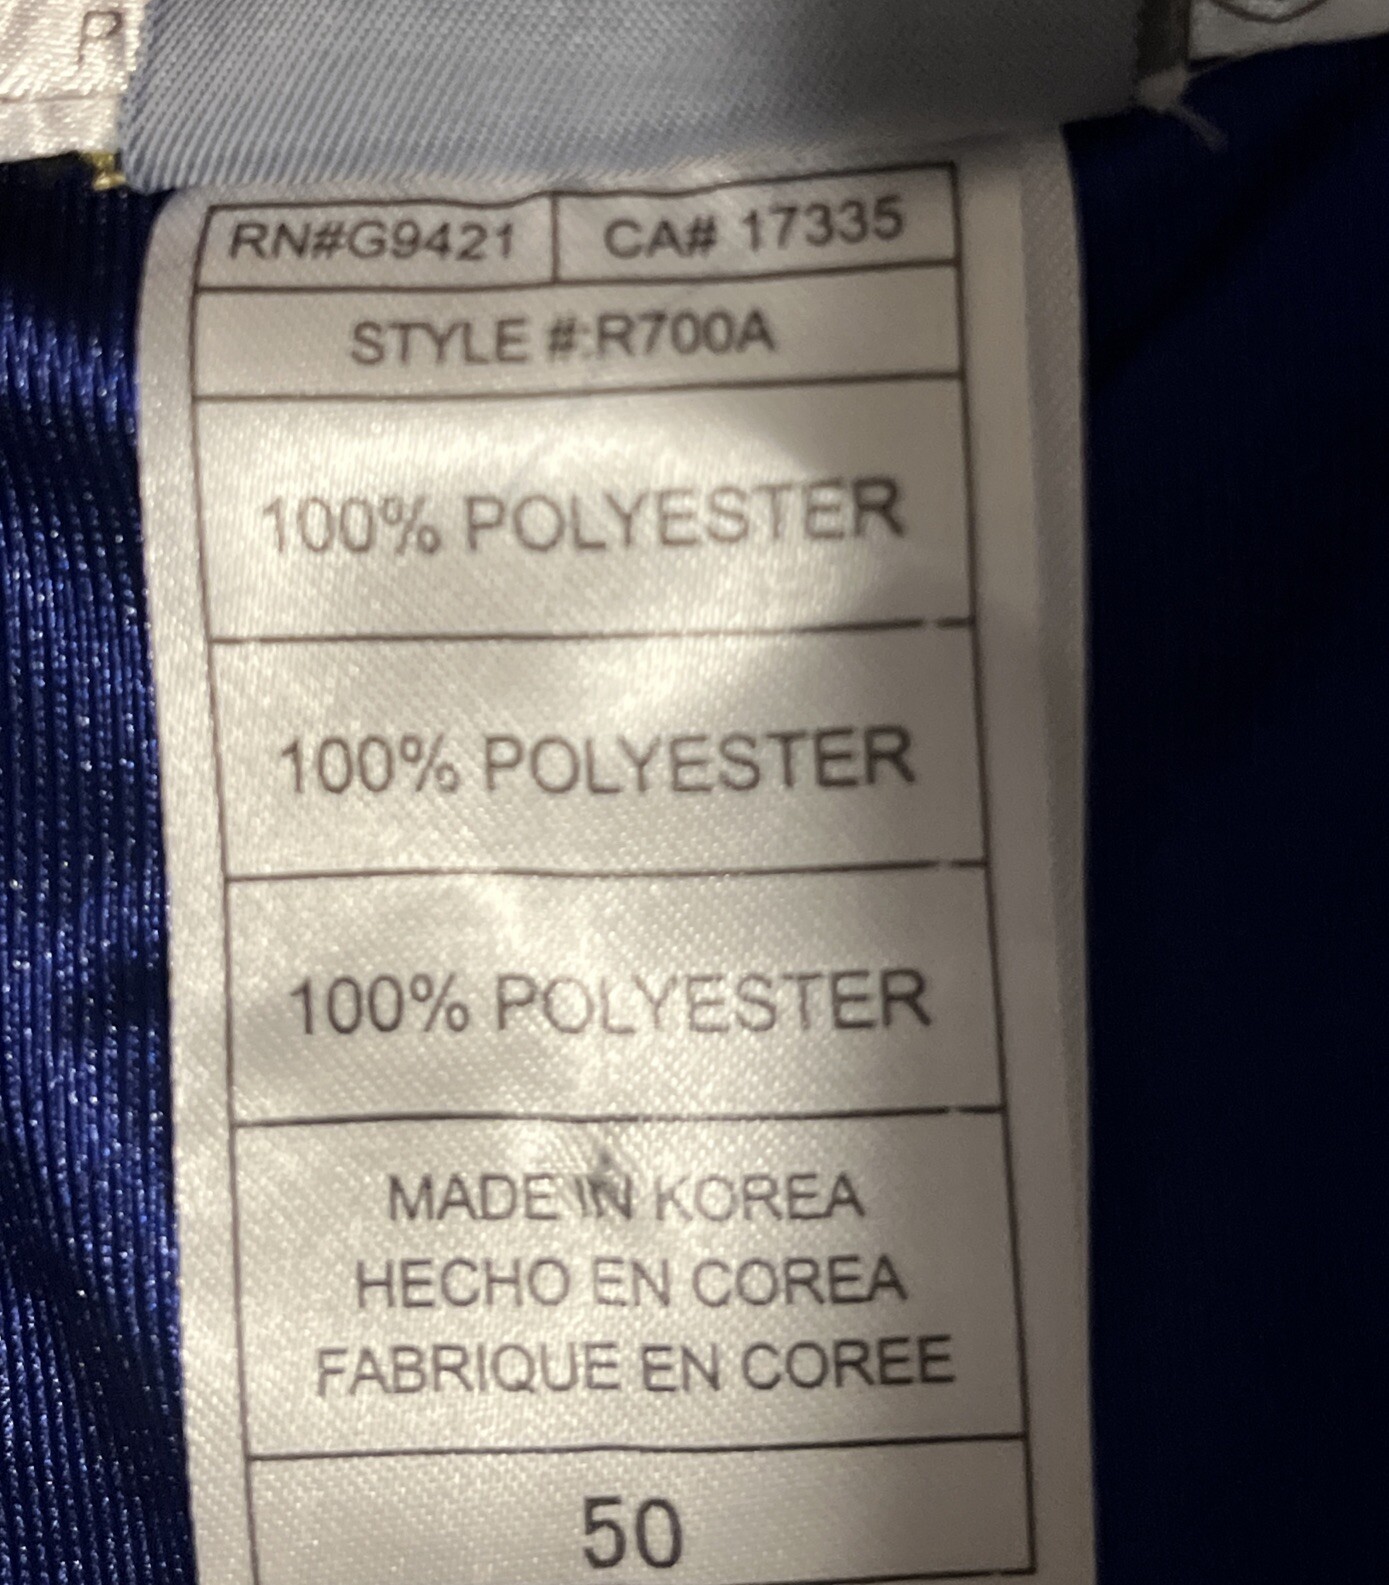 P
RN#G9421 CA# 17335
STYLE #:R700A
100% POLYESTER
100% POLYESTER
100% POLYESTER
MADE IN KOREA
HECHO EN COREA
FABRIQUE EN COREE
50